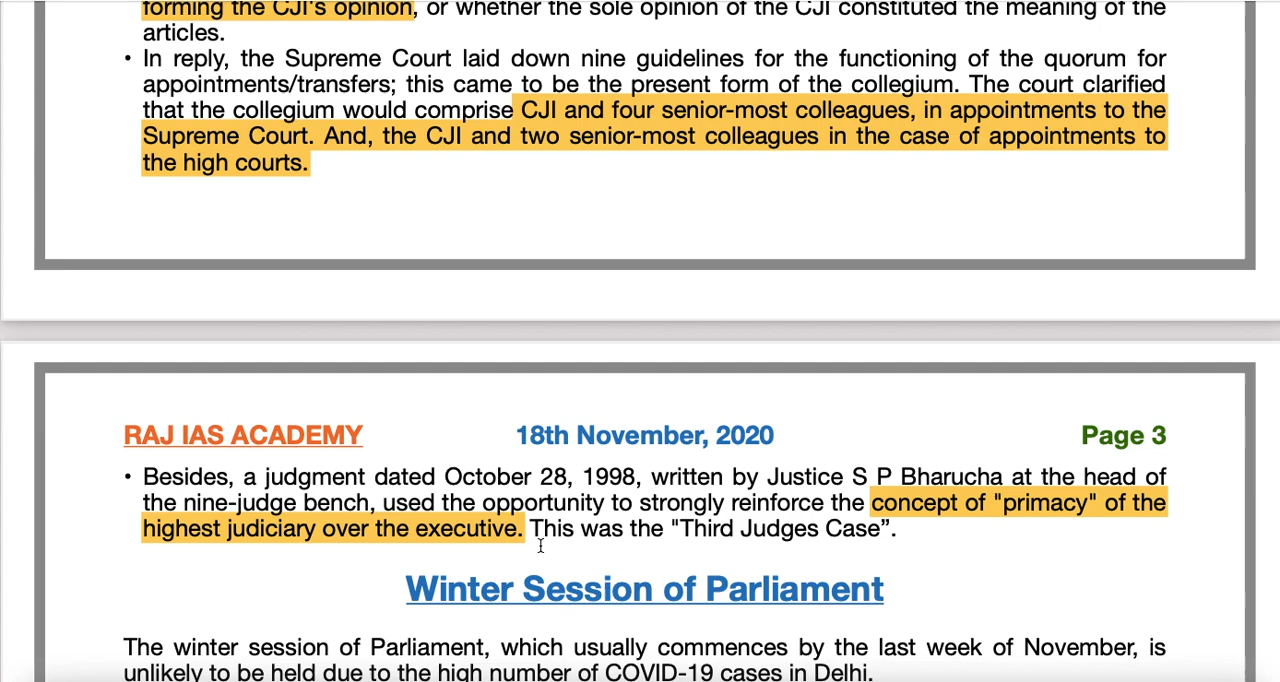 forming the CJI's opinion, or whether the sole opinion of the CJI constituted the meaning of the
articles.
• In reply, the Supreme Court laid down nine guidelines for the functioning of the quorum for
appointments/transfers; this came to be the present form of the collegium. The court clarified
that the collegium would comprise CJI and four senior-most colleagues, in appointments to the
Supreme Court. And, the CJI and two senior-most colleagues in the case of appointments to
the high courts.
RAJ IAS ACADEMY 18th November, 2020 Page 3
• Besides, a judgment dated October 28, 1998, written by Justice S P Bharucha at the head of
the nine-judge bench, used the opportunity to strongly reinforce the concept of "primacy" of the
highest judiciary over the executive. This was the "Third Judges Case”.
Winter Session of Parliament
The winter session of Parliament, which usually commences by the last week of November, is
unlikely to be held due to the high number of COVID-19 cases in Delhi.